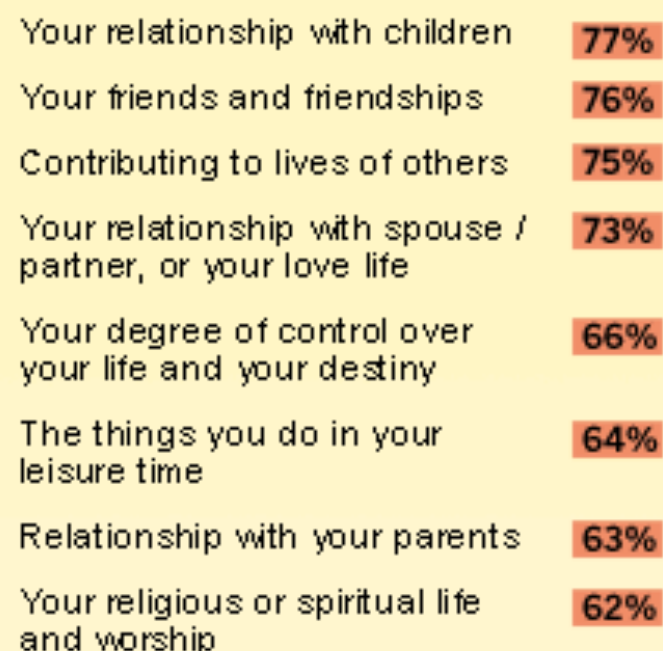 Your relationship with children 77%
Your friends and friendships 76%
Contributing to lives of others 75%
Your relationship with spouse / 73%
partner, or your love life
Your degree of control over 66%
your life and your destiny
The things you do in your 64%
leisure time
Relationship with your parents 63%
Your religious or spiritual life 62%
and worship